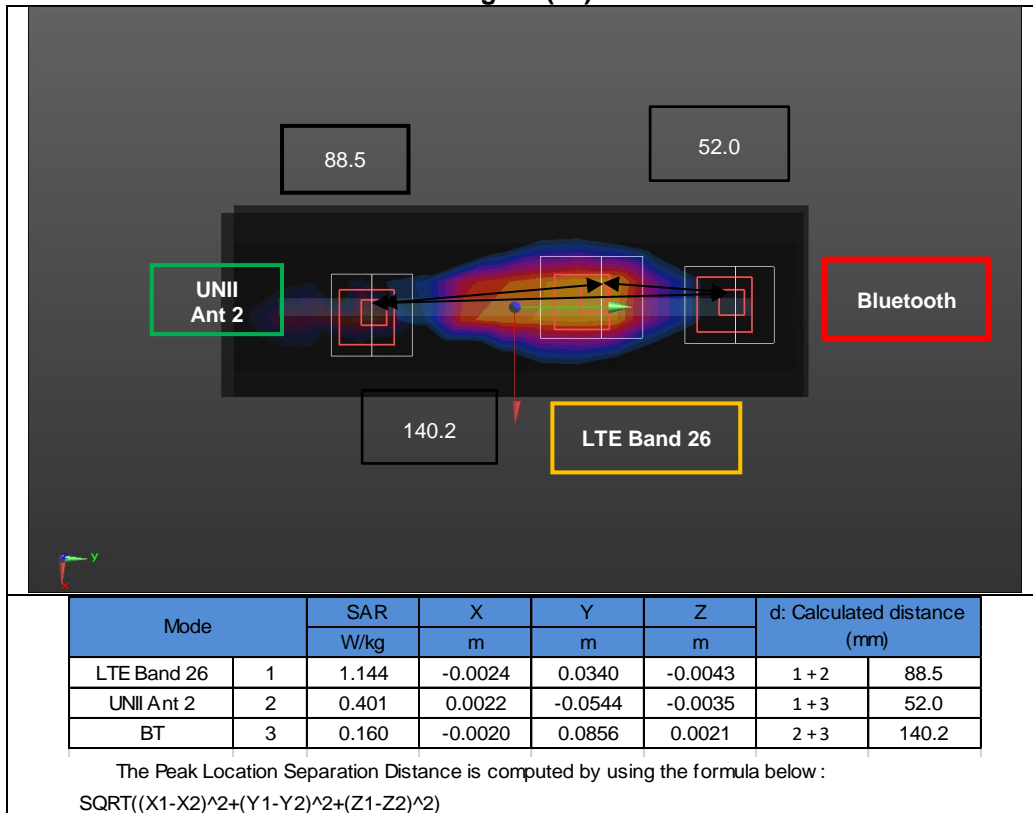 88.5
52.0
UNII
Ant 2
Bluetooth
140.2
LTE Band 26
y
x
Mode SAR X Y Z d: Calculated distance
(mm)
W/kg m m m
LTE Band 26 1 1.144 -0.0024 0.0340 -0.0043 1 + 2 88.5
UNII Ant 2 2 0.401 0.0022 -0.0544 -0.0035 1 + 3 52.0
BT 3 0.160 -0.0020 0.0856 0.0021 2 + 3 140.2
The Peak Location Separation Distance is computed by using the formula below :
SQRT((X1-X2)^2+(Y1-Y2)^2+(Z1-Z2)^2)